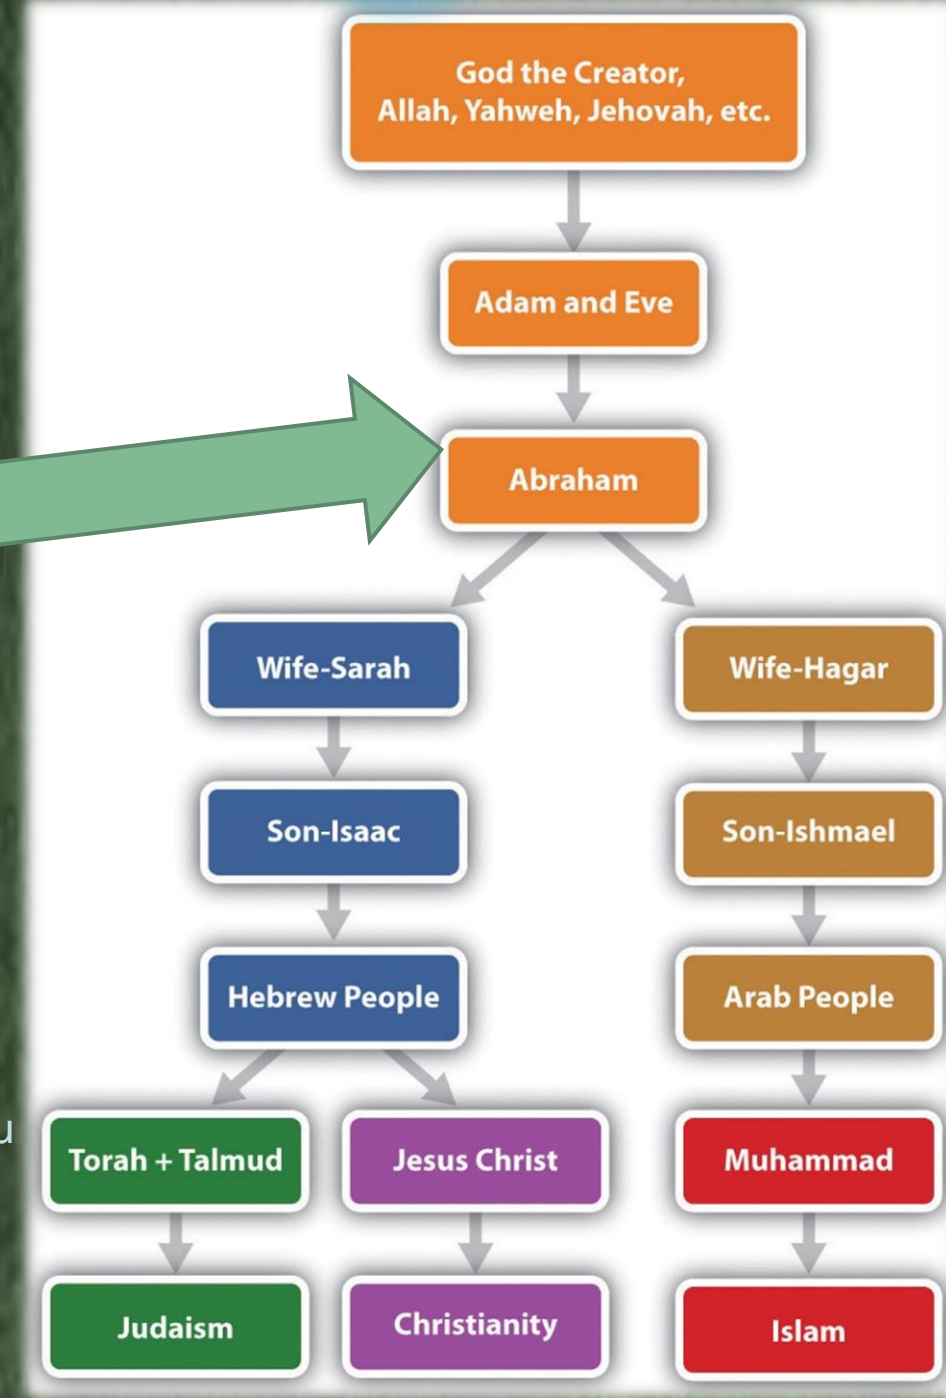 God the Creator,
Allah, Yahweh, Jehovah, etc.
Adam and Eve
Abraham
Wife-Sarah
Wife-Hagar
Son-Isaac
Son-Ishmael
Hebrew People
Arab People
u
Torah + Talmud
Jesus Christ
Muhammad
Judaism
Christianity
Islam